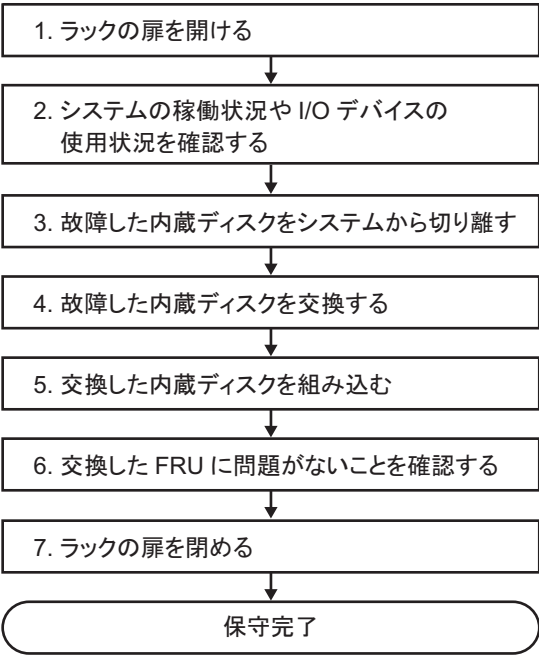 1. ラックの扉を開ける
2. システムの稼働状況や I/O デバイスの
使用状況を確認する
3. 故障した内蔵ディスクをシステムから切り離す
4. 故障した内蔵ディスクを交換する
5. 交換した内蔵ディスクを組み込む
6. 交換した FRU に問題がないことを確認する
7. ラックの扉を閉める
保守完了